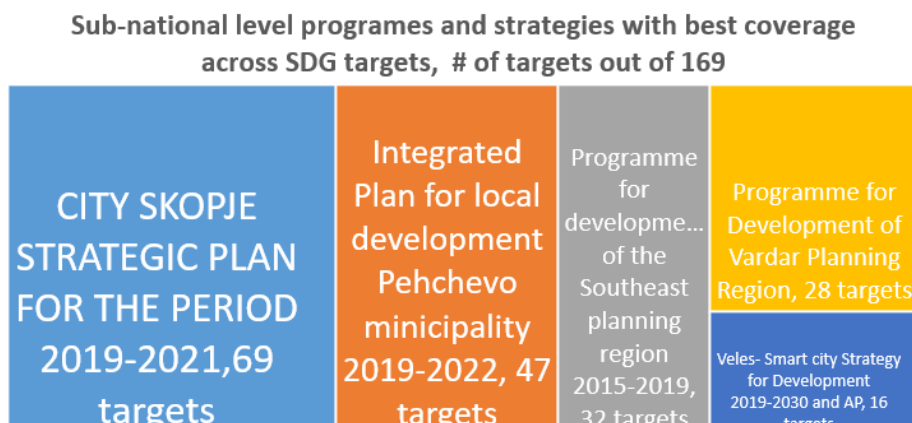 Sub-national level programes and strategies with best coverage
across SDG targets,  # of targets out of 169
CITY SKOPJE
STRATEGIC PLAN
FOR THE PERIOD
2019-2021,69
targets
Integrated
Plan for local
development
Pehchevo
minicipality
2019-2022, 47
targets
Programme
for
developme...
of the
Southeast
planning
region
2015-2019,
32 targets
Programme for
Development of
Vardar Planning
Region, 28 targets
Veles- Smart city Strategy
for Development
2019-2030 and AP, 16
targets